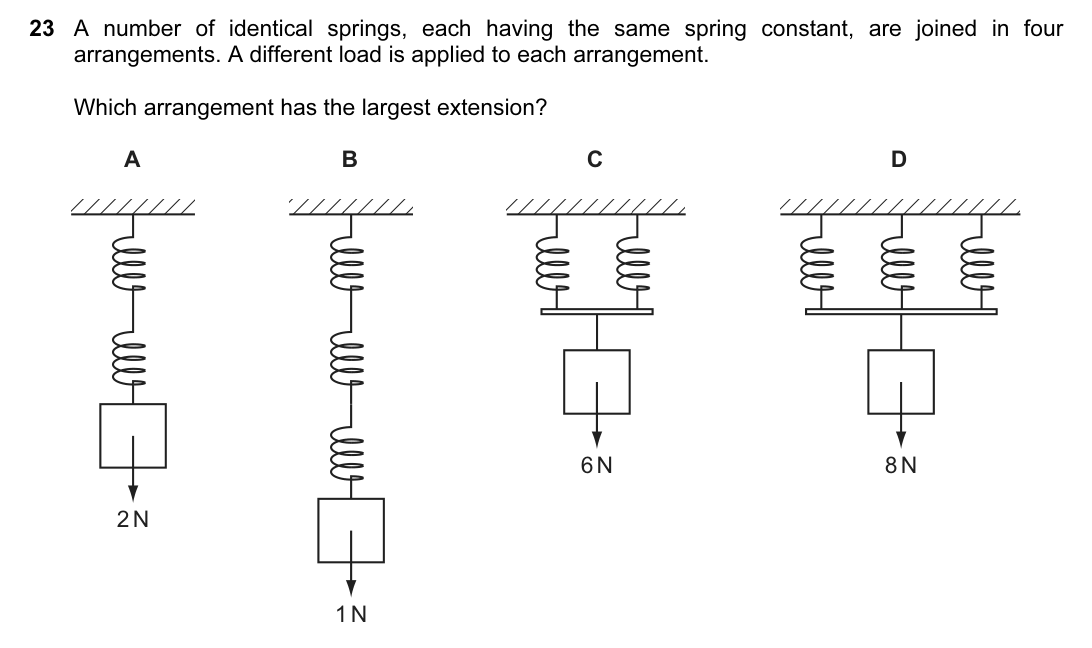 23 A number of identical springs, each having the same spring constant, are joined in four
arrangements. A different load is applied to each arrangement.
Which arrangement has the largest extension?
A B C D
6 N 8 N
2 N
1 N